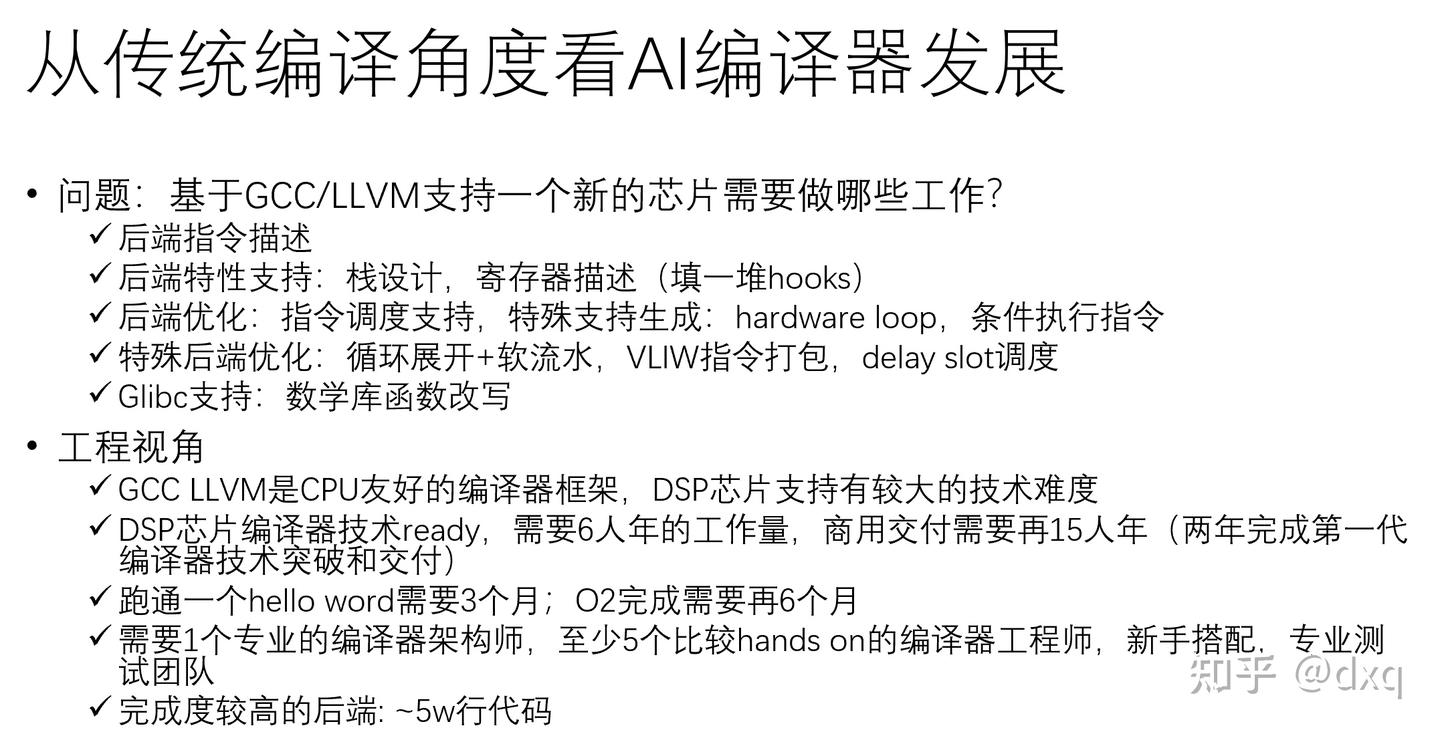 从传统编译角度看AI编译器发展
• 问题：基于GCC/LLVM支持一个新的芯片需要做哪些工作?
✓后端指令描述
✓后端特性支持：栈设计，寄存器描述（填一堆hooks）
✓后端优化：指令调度支持，特殊支持生成：hardware loop，条件执行指令
✓特殊后端优化：循环展开+软流水，VLIW指令打包，delay slot调度
✓Glibc支持：数学库函数改写
• 工程视角
✓GCC LLVM是CPU友好的编译器框架，DSP芯片支持有较大的技术难度
✓DSP芯片编译器技术ready，需要6人年的工作量，商用交付需要再15人年（两年完成第一代
编译器技术突破和交付）
✓跑通一个hello word需要3个月；O2完成需要再6个月
✓需要1个专业的编译器架构师，至少5个比较hands on的编译器工程师，新手搭配，专业测
试团队
✓完成度较高的后端: ~5w行代码
知乎 @dxq